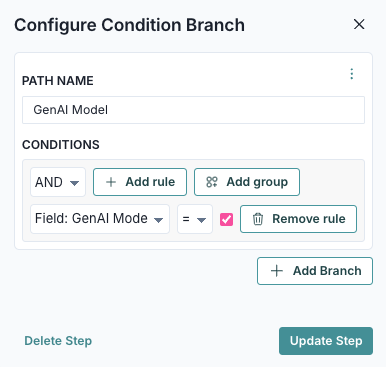 Configure Condition Branch
PATH NAME
GenAI Model
CONDITIONS
AND
Add rule
Add group
Field: GenAI Mode
=
Remove rule
Add Branch
Delete Step
Update Step